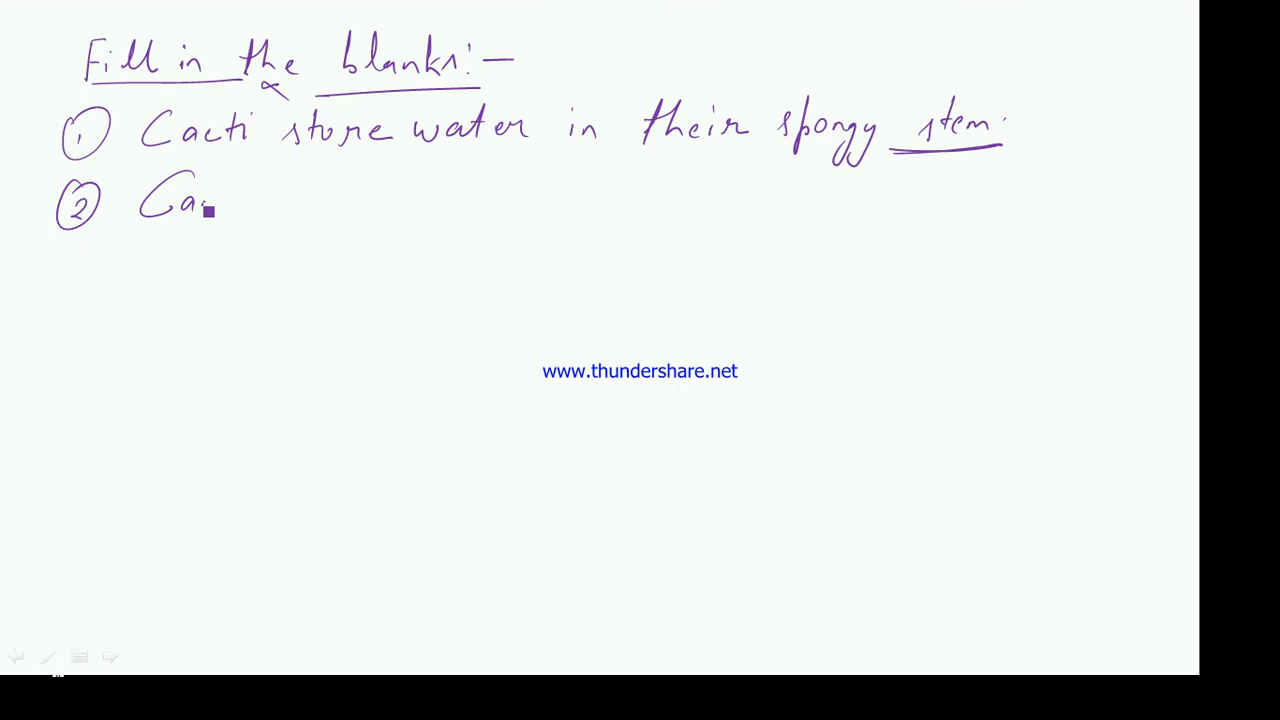 Fill in the blanks:—
① Cacti store water in their spongy stem.
② Ca
www.thundershare.net